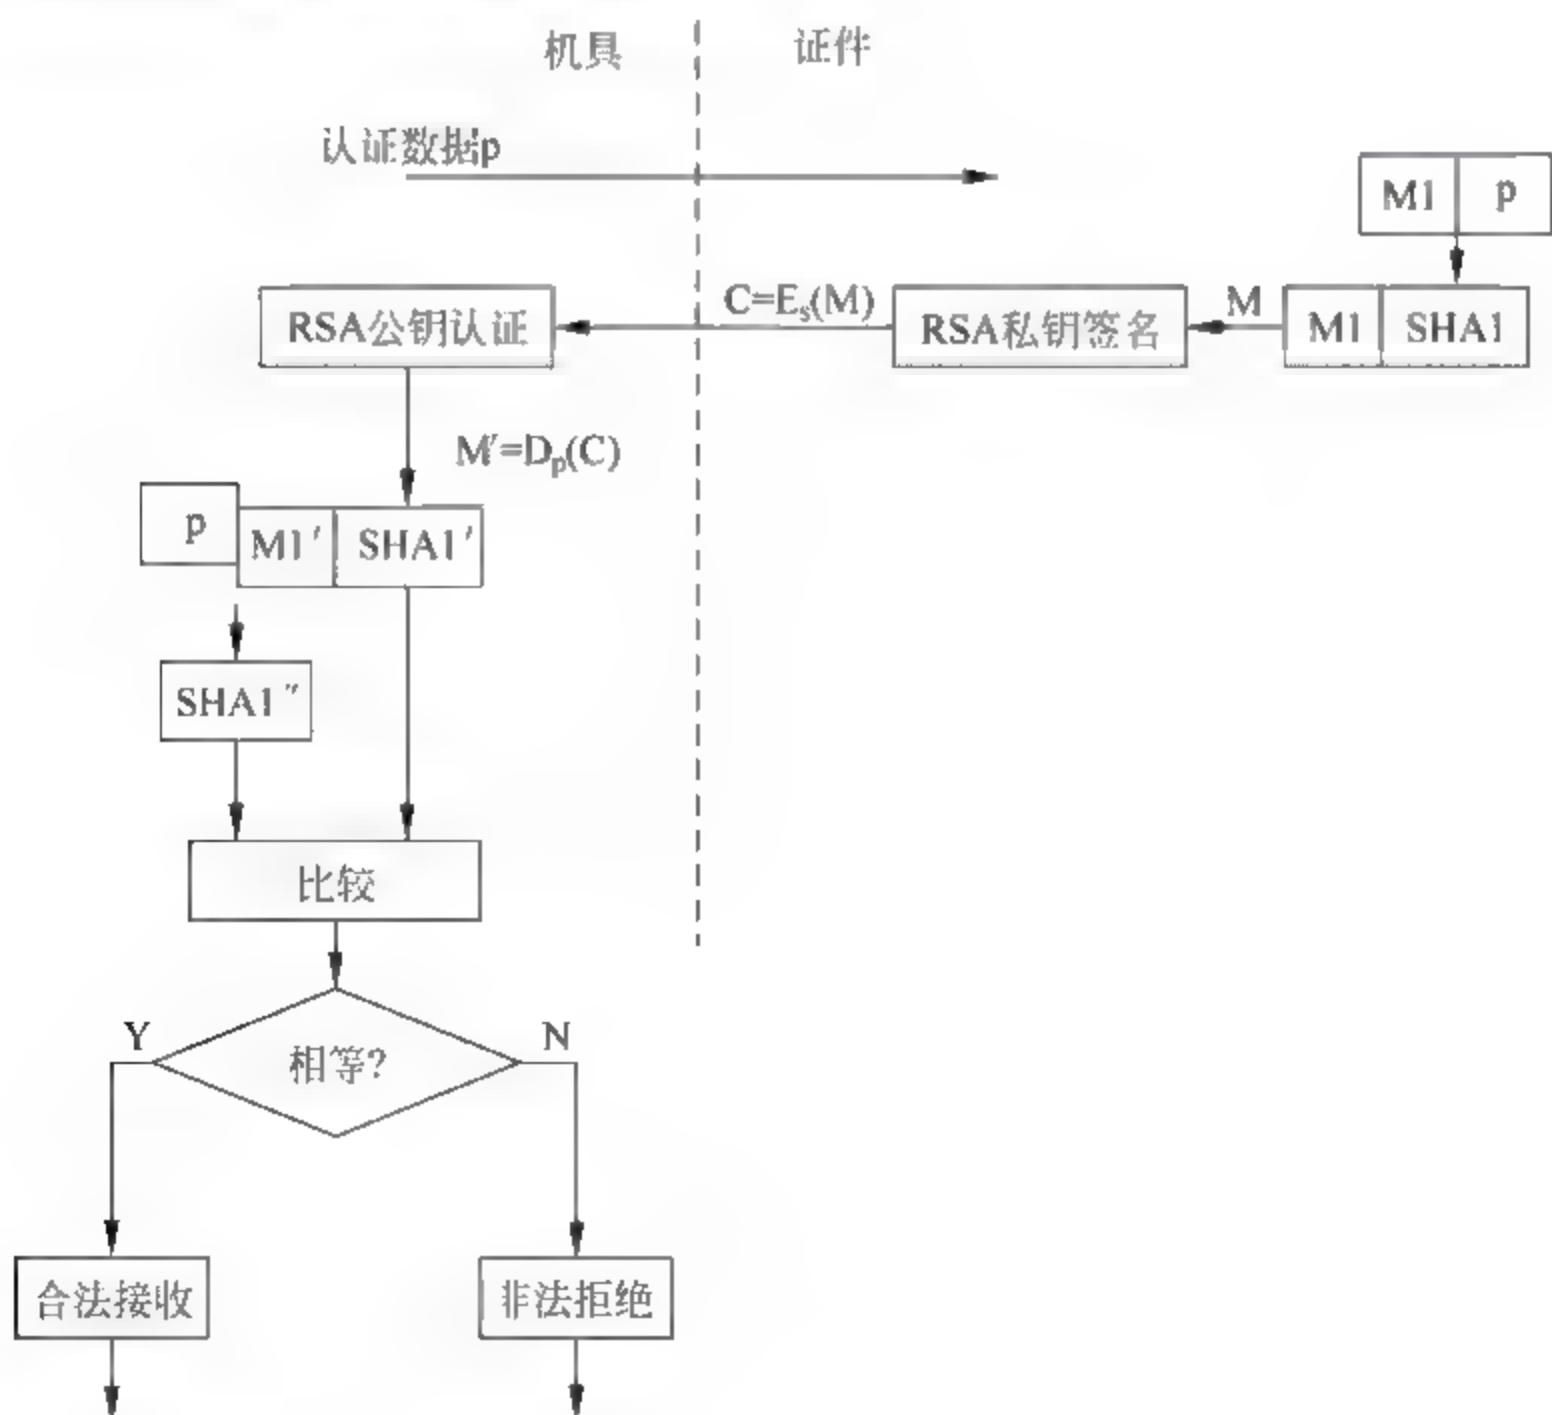 机具
证件
认证数据p
M1 p
RSA公钥认证
C=Es(M)
RSA私钥签名
M
M1 SHA1
M′=Dp(C)
p
M1′ SHA1′
SHA1″
比较
Y
相等?
N
合法接收
非法拒绝